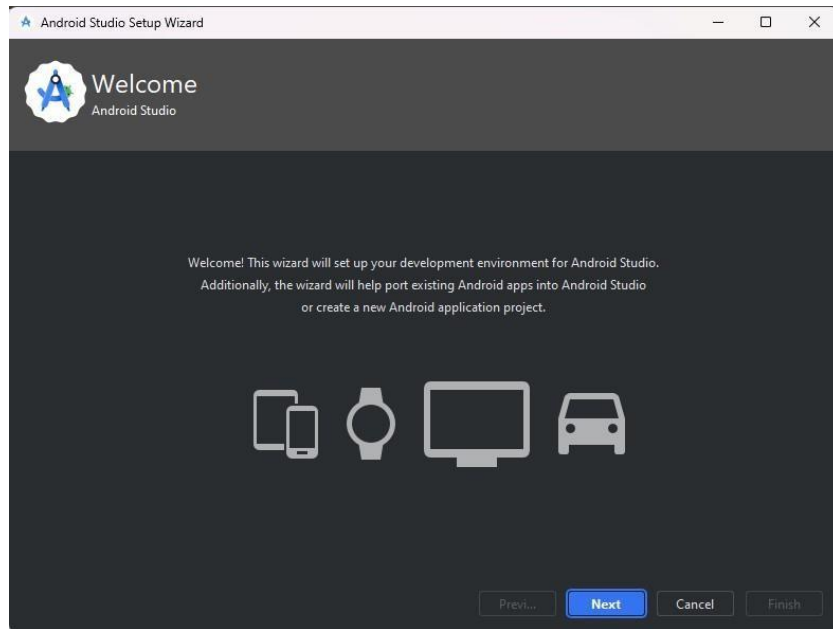 Android Studio Setup Wizard
Welcome
Android Studio
Welcome! This wizard will set up your development environment for Android Studio.
Additionally, the wizard will help port existing Android apps into Android Studio
or create a new Android application project.
Previ... Next Cancel Finish